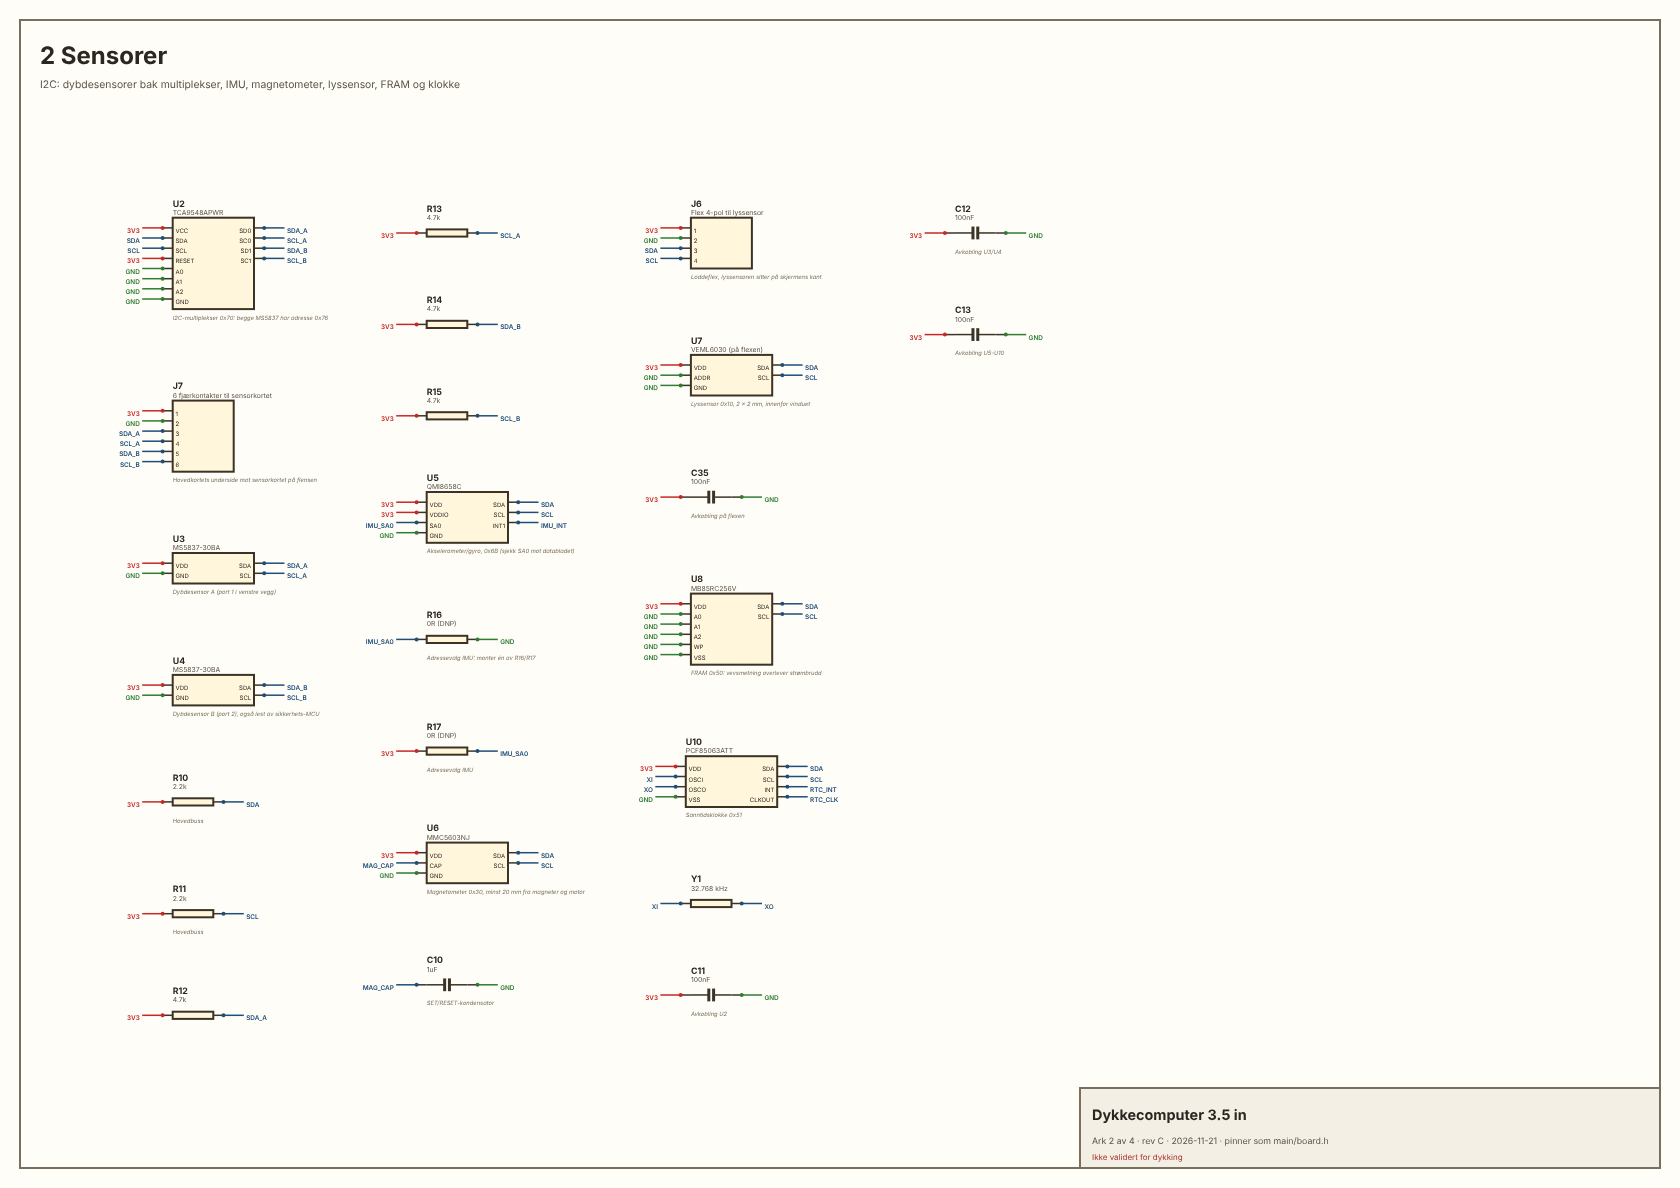 2 Sensorer
I2C: dybdesensorer bak multiplekser, IMU, magnetometer, lyssensor, FRAM og klokke
U2
TCA9548APWR
3V3 VCC SD0 SDA_A
SDA SDA SC0 SCL_A
SCL SCL SD1 SDA_B
3V3 RESET SC1 SCL_B
GND A0
GND A1
GND A2
GND GND
I2C-multiplekser 0x70: begge MS5837 har adresse 0x76
J7
6 fjærkontakter til sensorkortet
3V3 1
GND 2
SDA_A 3
SCL_A 4
SDA_B 5
SCL_B 6
Hovedkortets underside mot sensorkortet på flensen
U3
MS5837-30BA
3V3 VDD SDA SDA_A
GND GND SCL SCL_A
Dybdesensor A (port 1 i venstre vegg)
U4
MS5837-30BA
3V3 VDD SDA SDA_B
GND GND SCL SCL_B
Dybdesensor B (port 2), også lest av sikkerhets-MCU
R10
2.2k
3V3 SDA
Hovedbuss
R11
2.2k
3V3 SCL
Hovedbuss
R12
4.7k
3V3 SDA_A
R13
4.7k
3V3 SCL_A
R14
4.7k
3V3 SDA_B
R15
4.7k
3V3 SCL_B
U5
QMI8658C
3V3 VDD SDA SDA
3V3 VDDIO SCL SCL
IMU_SA0 SA0 INT1 IMU_INT
GND GND
Akselerometer/gyro, 0x6B (sjekk SA0 mot databladet)
R16
0R (DNP)
IMU_SA0 GND
Adressevalg IMU: monter én av R16/R17
R17
0R (DNP)
3V3 IMU_SA0
Adressevalg IMU
U6
MMC5603NJ
3V3 VDD SDA SDA
MAG_CAP CAP SCL SCL
GND GND
Magnetometer 0x30, minst 20 mm fra magneter og motor
C10
1uF
MAG_CAP GND
SET/RESET-kondensator
J6
Flex 4-pol til lyssensor
3V3 1
GND 2
SDA 3
SCL 4
Loddeflex, lyssensoren sitter på skjermens kant
U7
VEML6030 (på flexen)
3V3 VDD SDA SDA
GND ADDR SCL SCL
GND GND
Lyssensor 0x10, 2 × 2 mm, innenfor vinduet
C35
100nF
3V3 GND
Avkobling på flexen
U8
MB85RC256V
3V3 VDD SDA SDA
GND A0 SCL SCL
GND A1
GND A2
GND WP
GND VSS
FRAM 0x50: vevsmetning overlever strømbrudd
U10
PCF85063ATT
3V3 VDD SDA SDA
XI OSCI SCL SCL
XO OSCO INT RTC_INT
GND VSS CLKOUT RTC_CLK
Sanntidsklokke 0x51
Y1
32.768 kHz
XI XO
C11
100nF
3V3 GND
Avkobling U2
C12
100nF
3V3 GND
Avkobling U3/U4
C13
100nF
3V3 GND
Avkobling U5-U10
Dykkecomputer 3.5 in
Ark 2 av 4 · rev C · 2026-11-21 · pinner som main/board.h
Ikke validert for dykking